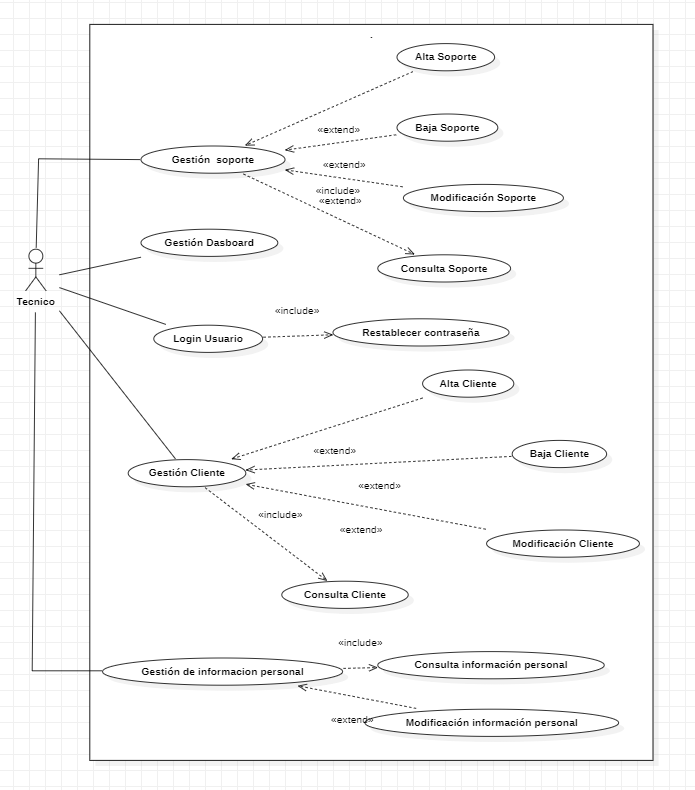 Alta Soporte
«extend»
Baja Soporte
Gestión soporte
«extend»
«include»
«extend»
Modificación Soporte
Gestión Dasboard
Consulta Soporte
Tecnico
«include»
Login Usuario
Restablecer contraseña
Alta Cliente
«extend»
Baja Cliente
Gestión Cliente
«extend»
«include»
«extend»
Modificación Cliente
Consulta Cliente
«include»
Gestión de informacion personal
Consulta información personal
«extend»
Modificación información personal